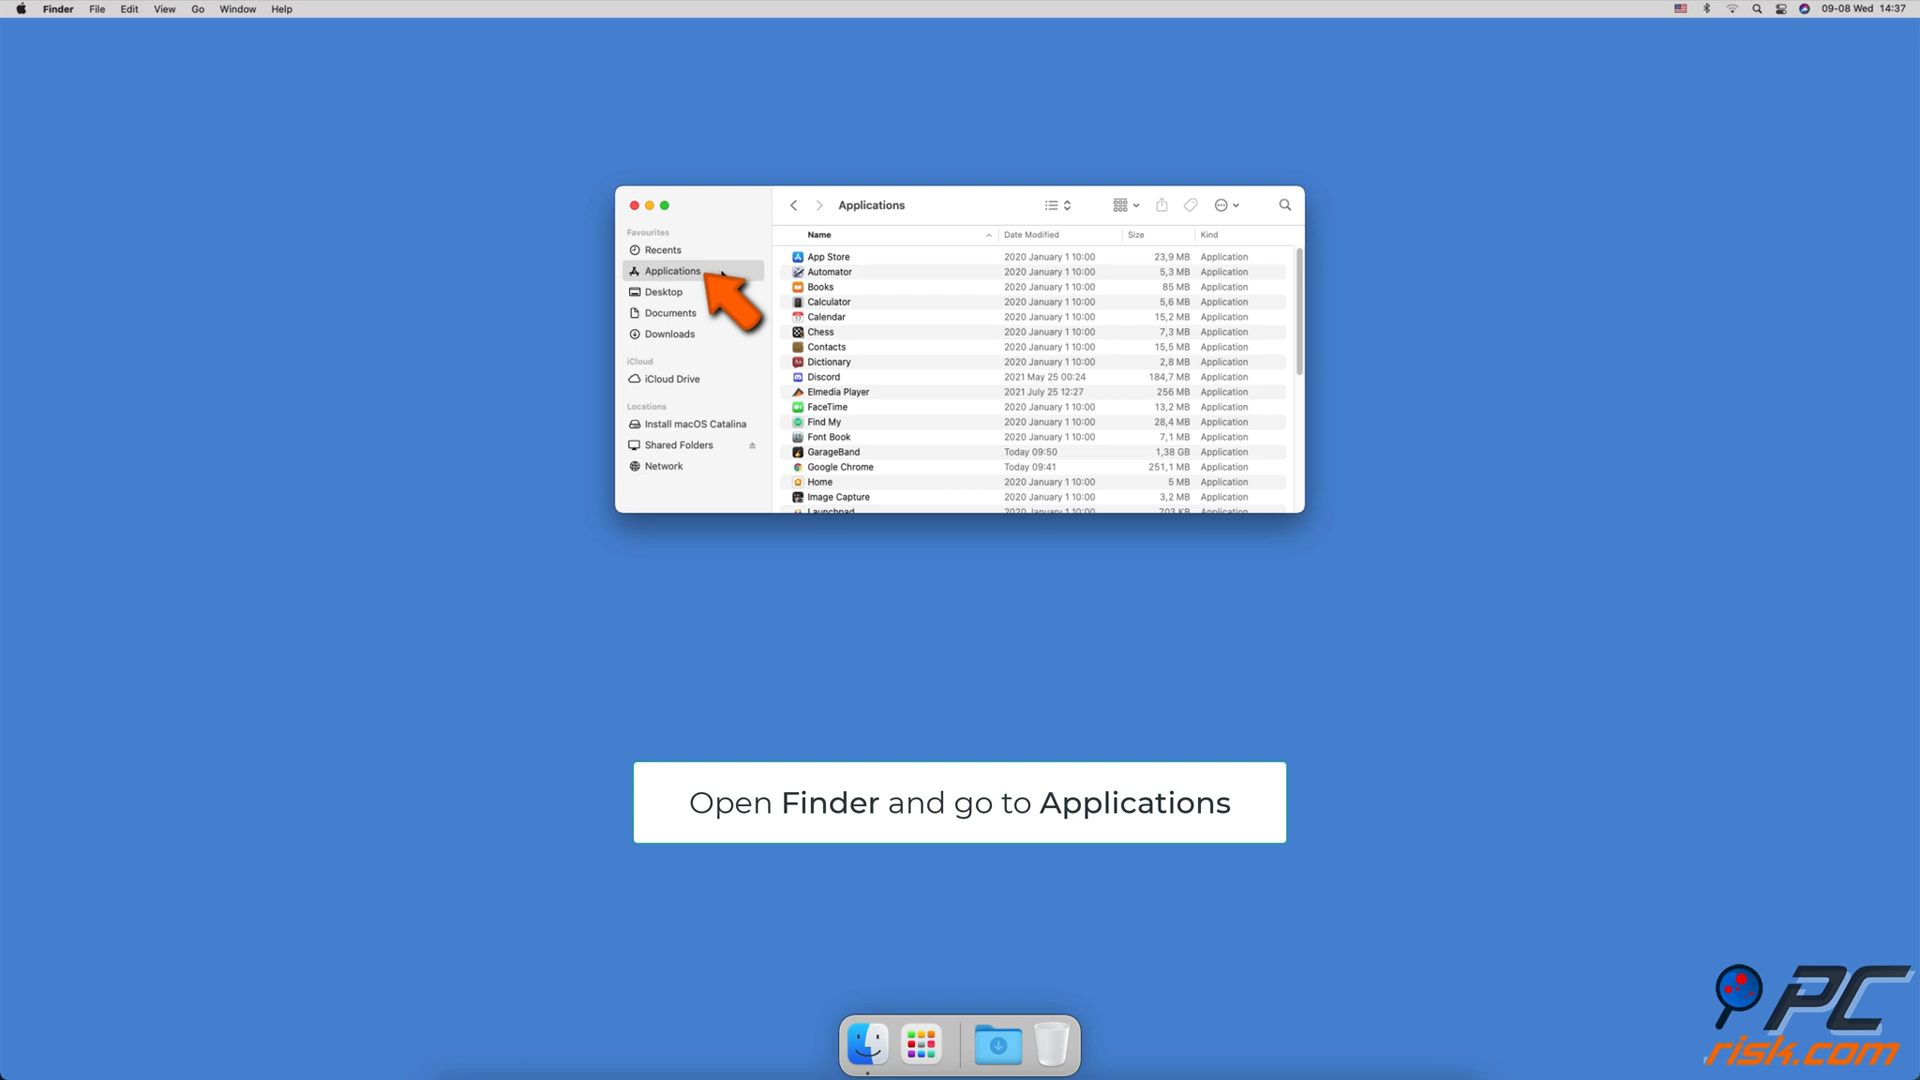 Finder File Edit View Go Window Help 09-08 Wed 14:37
Applications
Favourites
Recents
Applications
Desktop
Documents
Downloads
iCloud
iCloud Drive
Locations
Install macOS Catalina
Shared Folders
Network
Name Date Modified Size Kind
App Store 2020 January 1 10:00 23,9 MB Application
Automator 2020 January 1 10:00 5,3 MB Application
Books 2020 January 1 10:00 85 MB Application
Calculator 2020 January 1 10:00 5,6 MB Application
Calendar 2020 January 1 10:00 15,2 MB Application
Chess 2020 January 1 10:00 7,3 MB Application
Contacts 2020 January 1 10:00 15,5 MB Application
Dictionary 2020 January 1 10:00 2,8 MB Application
Discord 2021 May 25 00:24 184,7 MB Application
Elmedia Player 2021 July 25 12:27 256 MB Application
FaceTime 2020 January 1 10:00 13,2 MB Application
Find My 2020 January 1 10:00 28,4 MB Application
Font Book 2020 January 1 10:00 7,1 MB Application
GarageBand Today 09:50 1,38 GB Application
Google Chrome Today 09:41 251,1 MB Application
Home 2020 January 1 10:00 5 MB Application
Image Capture 2020 January 1 10:00 3,2 MB Application
Launchpad 2020 January 1 10:00 703 KB Application
Open Finder and go to Applications
PC
risk.com